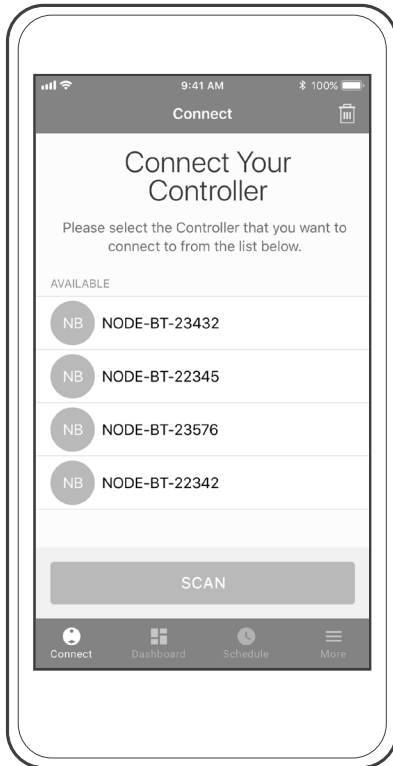 9:41 AM
100%
Connect
Connect Your
Controller
Please select the Controller that you want to
connect to from the list below.
AVAILABLE
NB NODE-BT-23432
NB NODE-BT-22345
NB NODE-BT-23576
NB NODE-BT-22342
SCAN
Connect Dashboard Schedule More